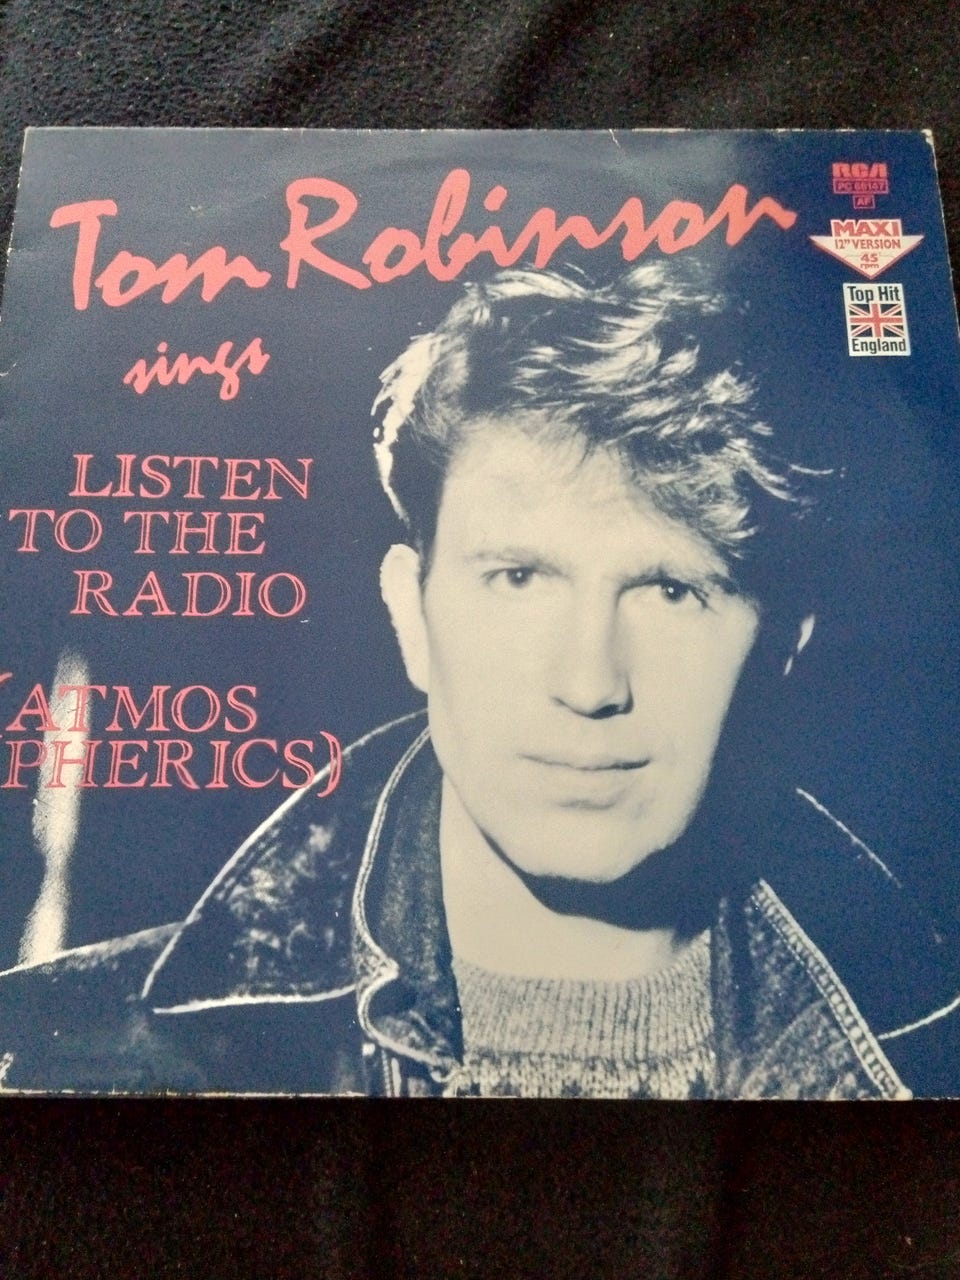 Tom Robinson
sings
LISTEN
TO THE
RADIO
(ATMOS
PHERICS)
RCA
PC 68147
AF
MAXI
12" VERSION
45
rpm
Top Hit
England